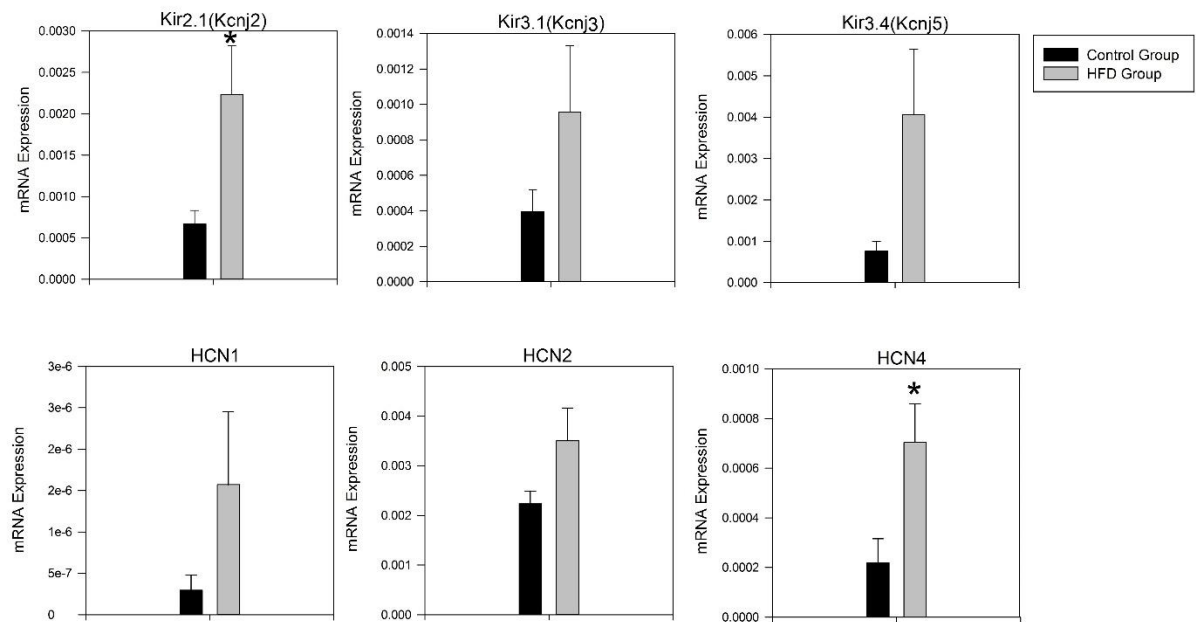 Kir2.1(Kcnj2)
mRNA Expression
0.0030
0.0025
0.0020
0.0015
0.0010
0.0005
0.0000
*
Kir3.1(Kcnj3)
mRNA Expression
0.0014
0.0012
0.0010
0.0008
0.0006
0.0004
0.0002
0.0000
Kir3.4(Kcnj5)
mRNA Expression
0.006
0.005
0.004
0.003
0.002
0.001
0.000
Control Group
HFD Group
HCN1
mRNA Expression
3e-6
3e-6
2e-6
2e-6
1e-6
5e-7
0
HCN2
mRNA Expression
0.005
0.004
0.003
0.002
0.001
0.000
HCN4
mRNA Expression
0.0010
0.0008
0.0006
0.0004
0.0002
0.0000
*